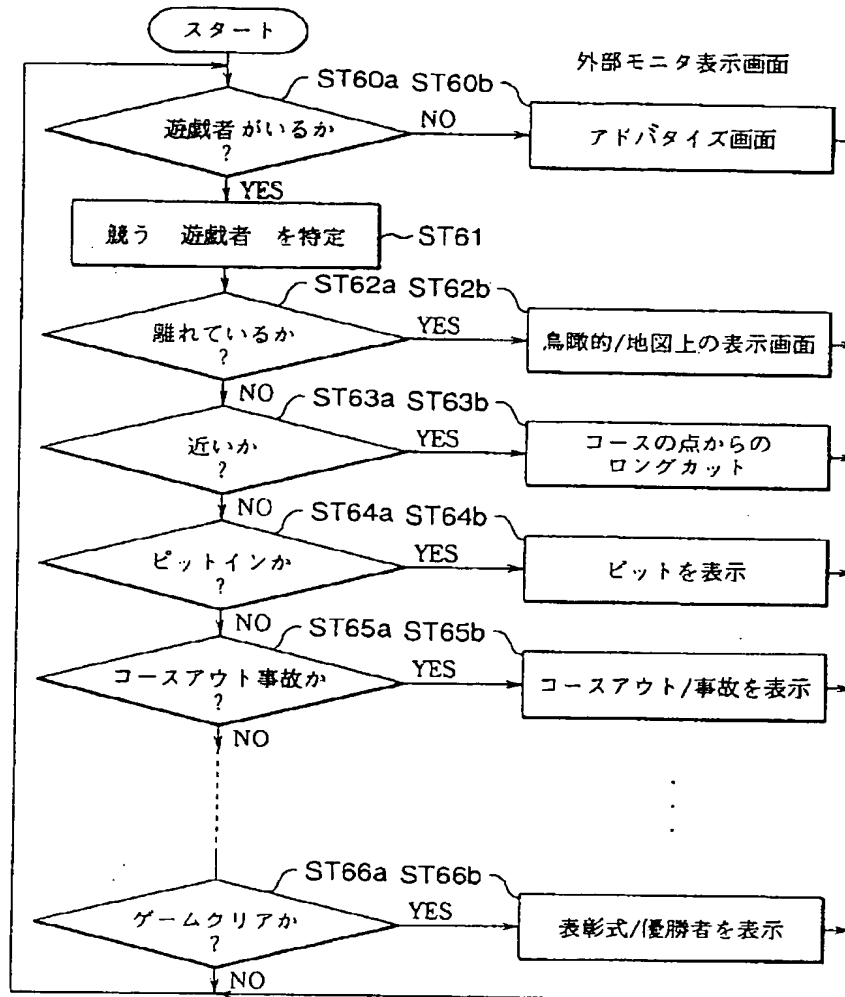 スタート
外部モニタ表示画面
ST60a ST60b
遊戯者がいるか
?
NO
アドバタイズ画面
YES
競う 遊戯者 を特定
ST61
ST62a ST62b
離れているか
?
YES
鳥瞰的/地図上の表示画面
NO
ST63a ST63b
近いか
?
YES
コースの点からの
ロングカット
NO
ST64a ST64b
ピットインか
?
YES
ピットを表示
NO
ST65a ST65b
コースアウト事故か
?
YES
コースアウト/事故を表示
NO
ST66a ST66b
ゲームクリアか
?
YES
表彰式/優勝者を表示
NO